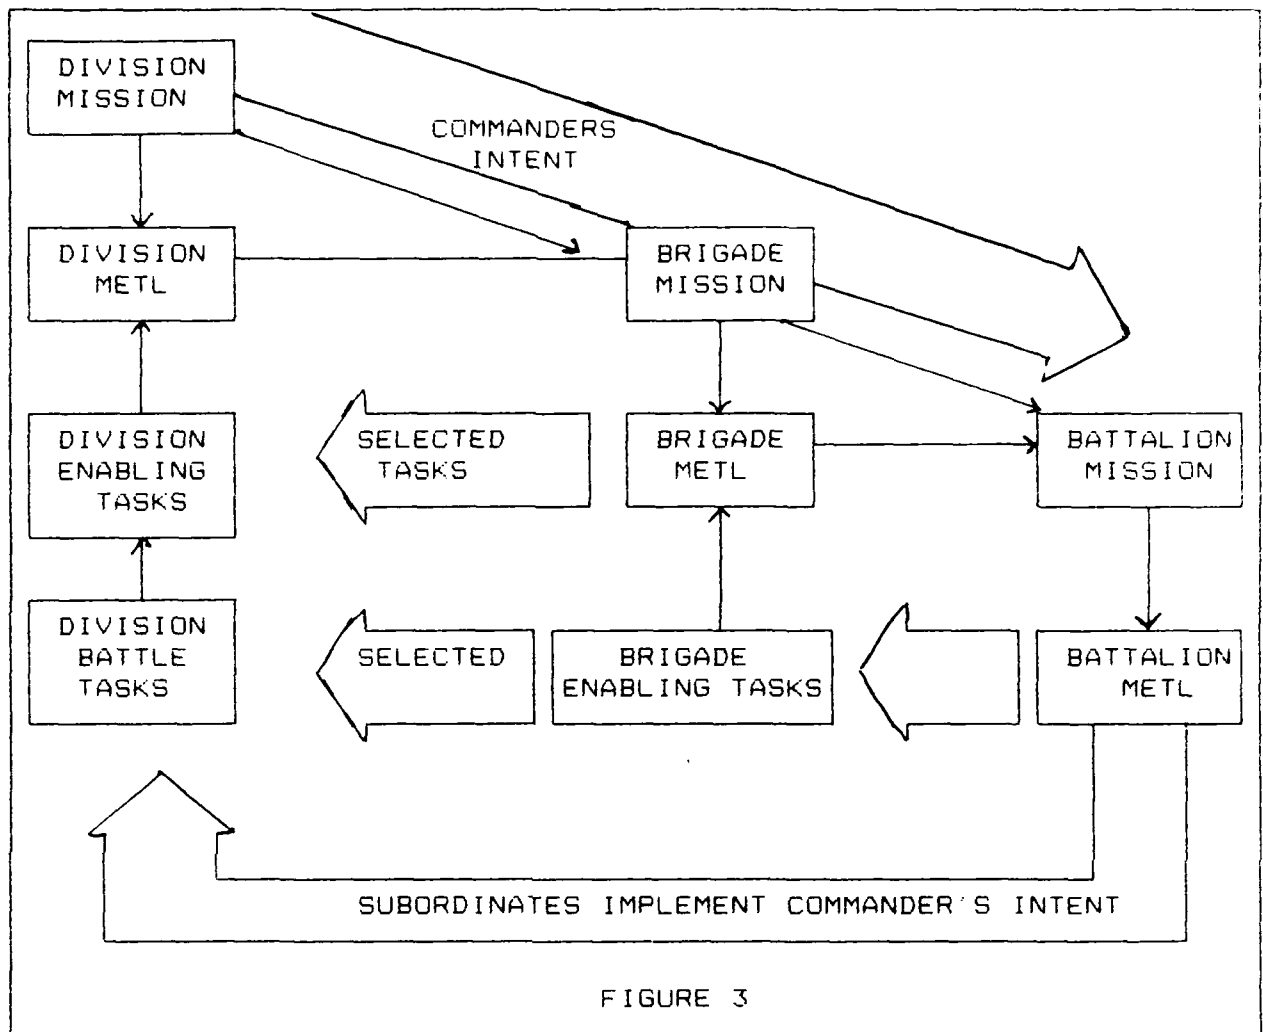 DIVISION
MISSION
COMMANDERS
INTENT
DIVISION
METL
BRIGADE
MISSION
DIVISION
ENABLING
TASKS
SELECTED
TASKS
BRIGADE
METL
BATTALION
MISSION
DIVISION
BATTLE
TASKS
SELECTED
BRIGADE
ENABLING TASKS
BATTALION
METL
SUBORDINATES IMPLEMENT COMMANDER'S INTENT
FIGURE 3